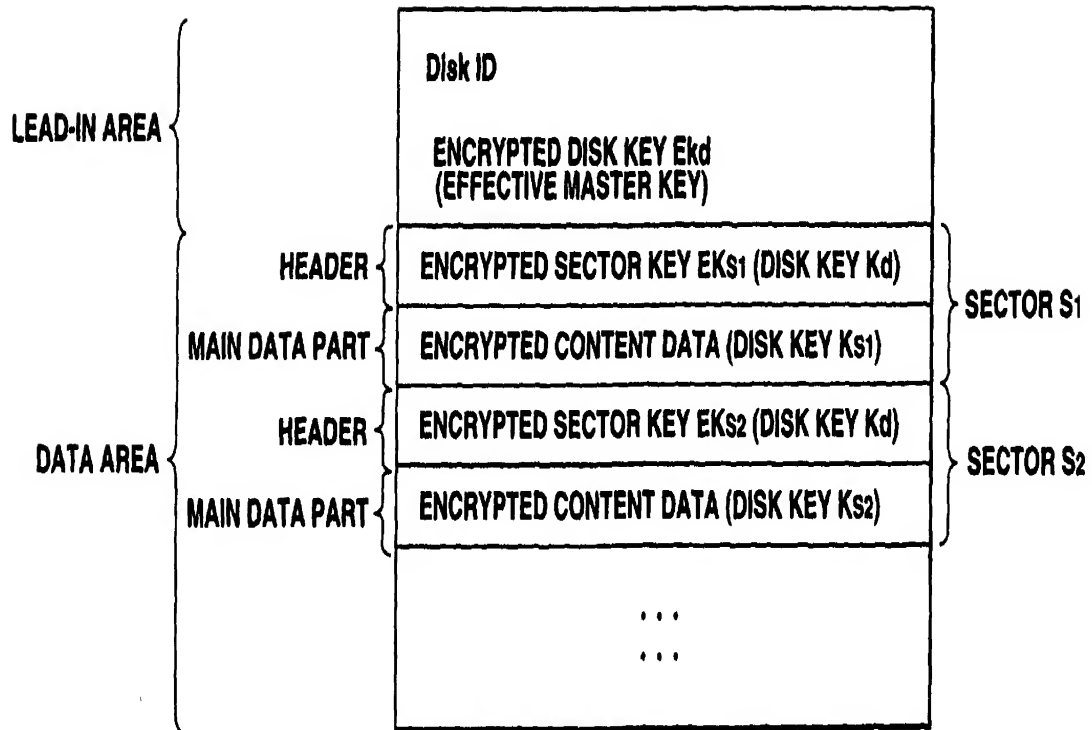 Disk ID
LEAD-IN AREA
ENCRYPTED DISK KEY Ekd
(EFFECTIVE MASTER KEY)
HEADER
ENCRYPTED SECTOR KEY EKS1 (DISK KEY Kd)
SECTOR S1
MAIN DATA PART
ENCRYPTED CONTENT DATA (DISK KEY KS1)
HEADER
ENCRYPTED SECTOR KEY EKS2 (DISK KEY Kd)
DATA AREA
SECTOR S2
MAIN DATA PART
ENCRYPTED CONTENT DATA (DISK KEY KS2)
. . .
. . .